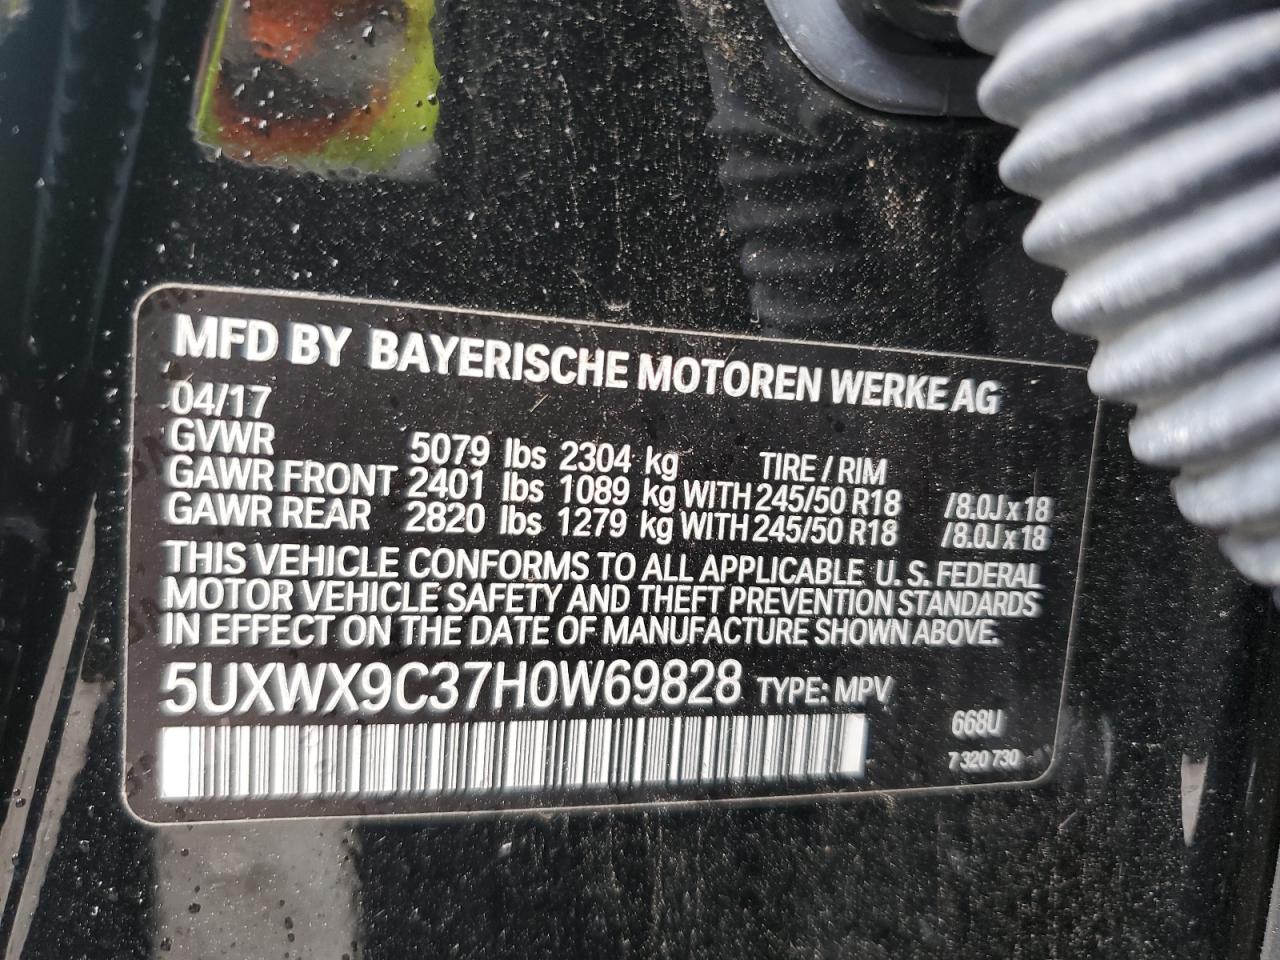 MFD BY BAYERISCHE MOTOREN WERKE AG
04/17
GVWR 5079 lbs 2304 kg TIRE / RIM
GAWR FRONT 2401 lbs 1089 kg WITH 245/50 R18 /8.0J x 18
GAWR REAR 2820 lbs 1279 kg WITH 245/50 R18 /8.0J x 18
THIS VEHICLE CONFORMS TO ALL APPLICABLE U. S. FEDERAL
MOTOR VEHICLE SAFETY AND THEFT PREVENTION STANDARDS
IN EFFECT ON THE DATE OF MANUFACTURE SHOWN ABOVE.
5UXWX9C37H0W69828 TYPE: MPV
668U
7 320 730